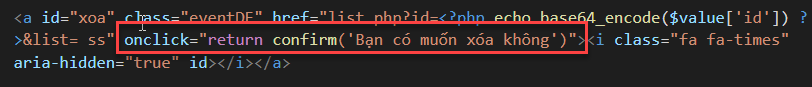 <a id="xoa" class="eventDE" href="list.php?id=<?php echo base64_encode($value['id']) ?
>&list= ss" onclick="return confirm('Bạn có muốn xóa không')"><i class="fa fa-times"
aria-hidden="true" id></i></a>